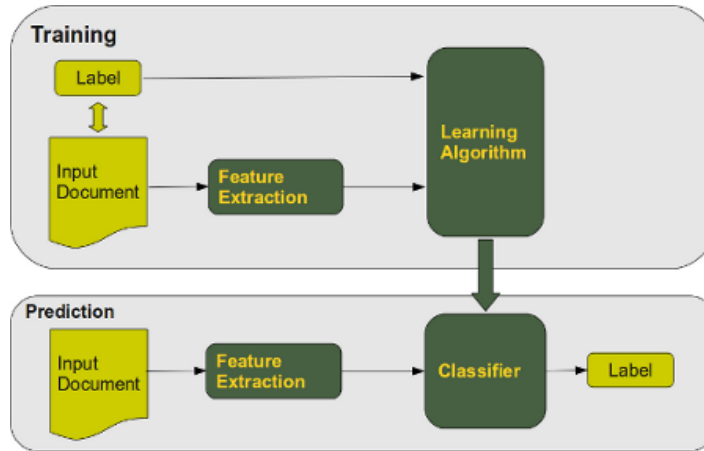 Training
Label
Learning
Algorithm
Input
Document
Feature
Extraction
Prediction
Input
Document
Feature
Extraction
Classifier
Label